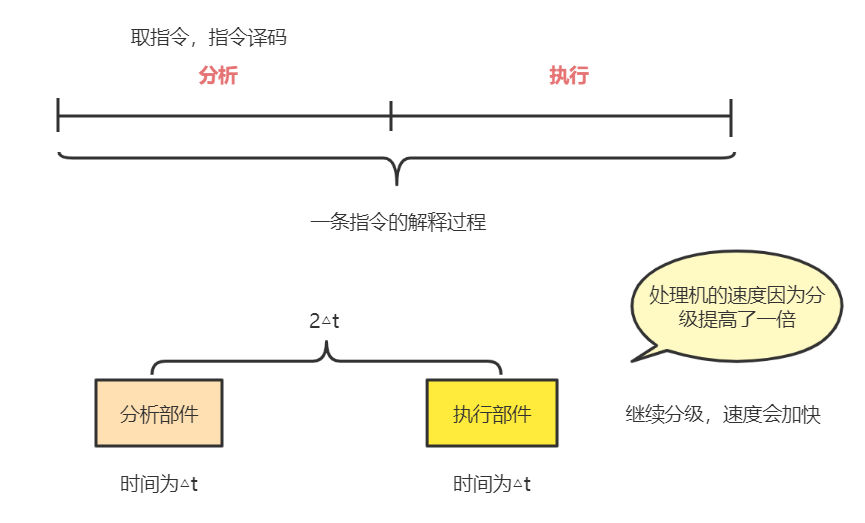 取指令，指令译码
分析
执行
一条指令的解释过程
处理机的速度因为分
级提高了一倍
2△t
分析部件
执行部件
继续分级，速度会加快
时间为△t
时间为△t